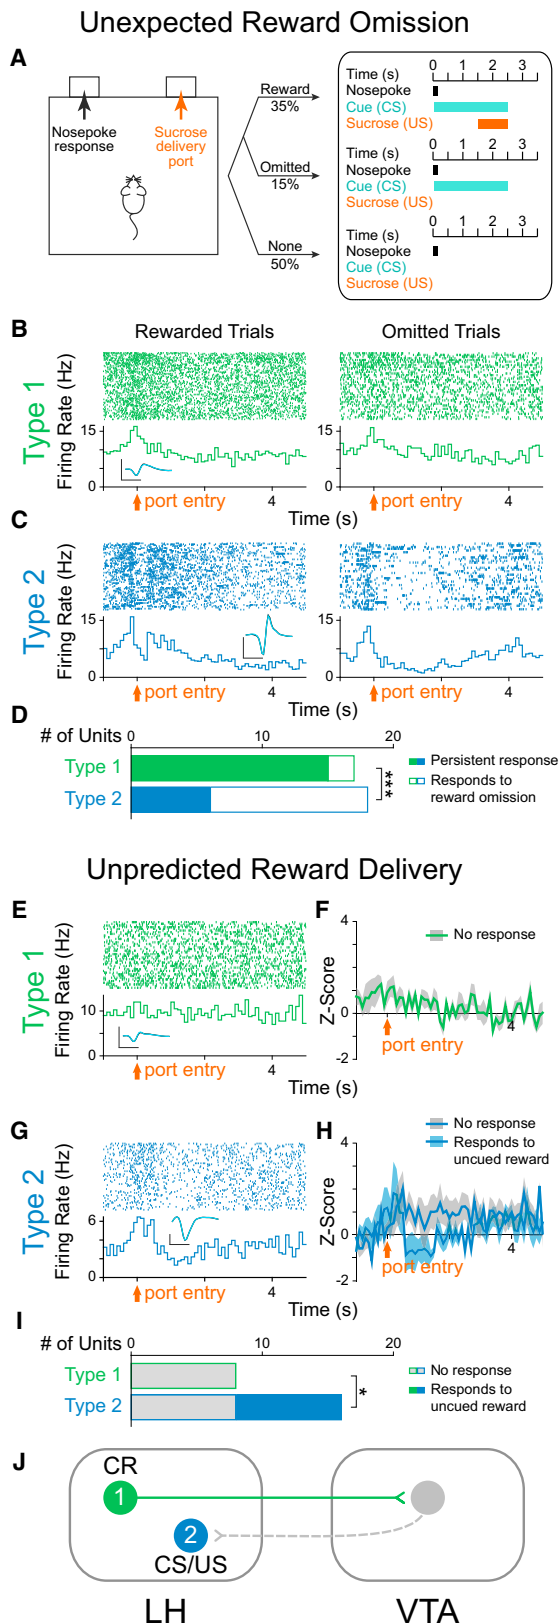 Unexpected Reward Omission
A
Nosepoke
response
Sucrose
delivery
port
Reward
35%
Omitted
15%
None
50%
Time (s) 0 1 2 3
Nosepoke
Cue (CS)
Sucrose (US)
Time (s) 0 1 2 3
Nosepoke
Cue (CS)
Sucrose (US)
Time (s) 0 1 2 3
Nosepoke
Cue (CS)
Sucrose (US)
B
Rewarded Trials
Omitted Trials
Type 1
Firing Rate (Hz)
15
0
port entry
4
15
0
port entry
4
Time (s)
C
Type 2
Firing Rate (Hz)
15
0
port entry
4
15
0
port entry
4
Time (s)
D
# of Units 0 10 20
Type 1
Type 2
***
Persistent response
Responds to
reward omission
Unpredicted Reward Delivery
E
Type 1
Firing Rate (Hz)
10
0
port entry
4
Time (s)
F
Z-Score
4
0
-2
No response
port entry
4
G
Type 2
Firing Rate (Hz)
6
0
port entry
4
Time (s)
H
Z-Score
4
0
-2
No response
Responds to
uncued reward
port entry
4
I
# of Units 0 10 20
Type 1
Type 2
*
No response
Responds to
uncued reward
J
CR
1
2
CS/US
LH
VTA